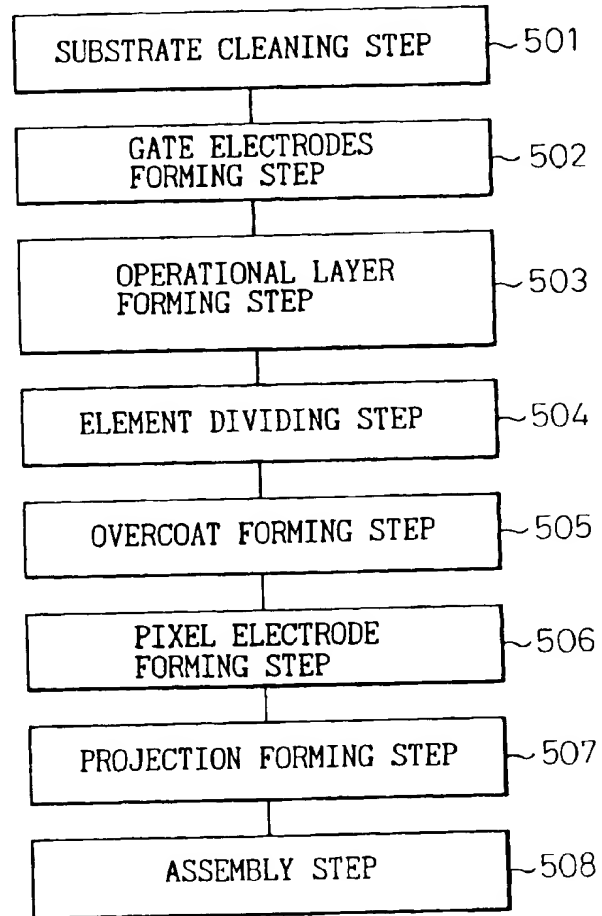 SUBSTRATE CLEANING STEP 501
GATE ELECTRODES
FORMING STEP 502
OPERATIONAL LAYER
FORMING STEP 503
ELEMENT DIVIDING STEP 504
OVERCOAT FORMING STEP 505
PIXEL ELECTRODE
FORMING STEP 506
PROJECTION FORMING STEP 507
ASSEMBLY STEP 508